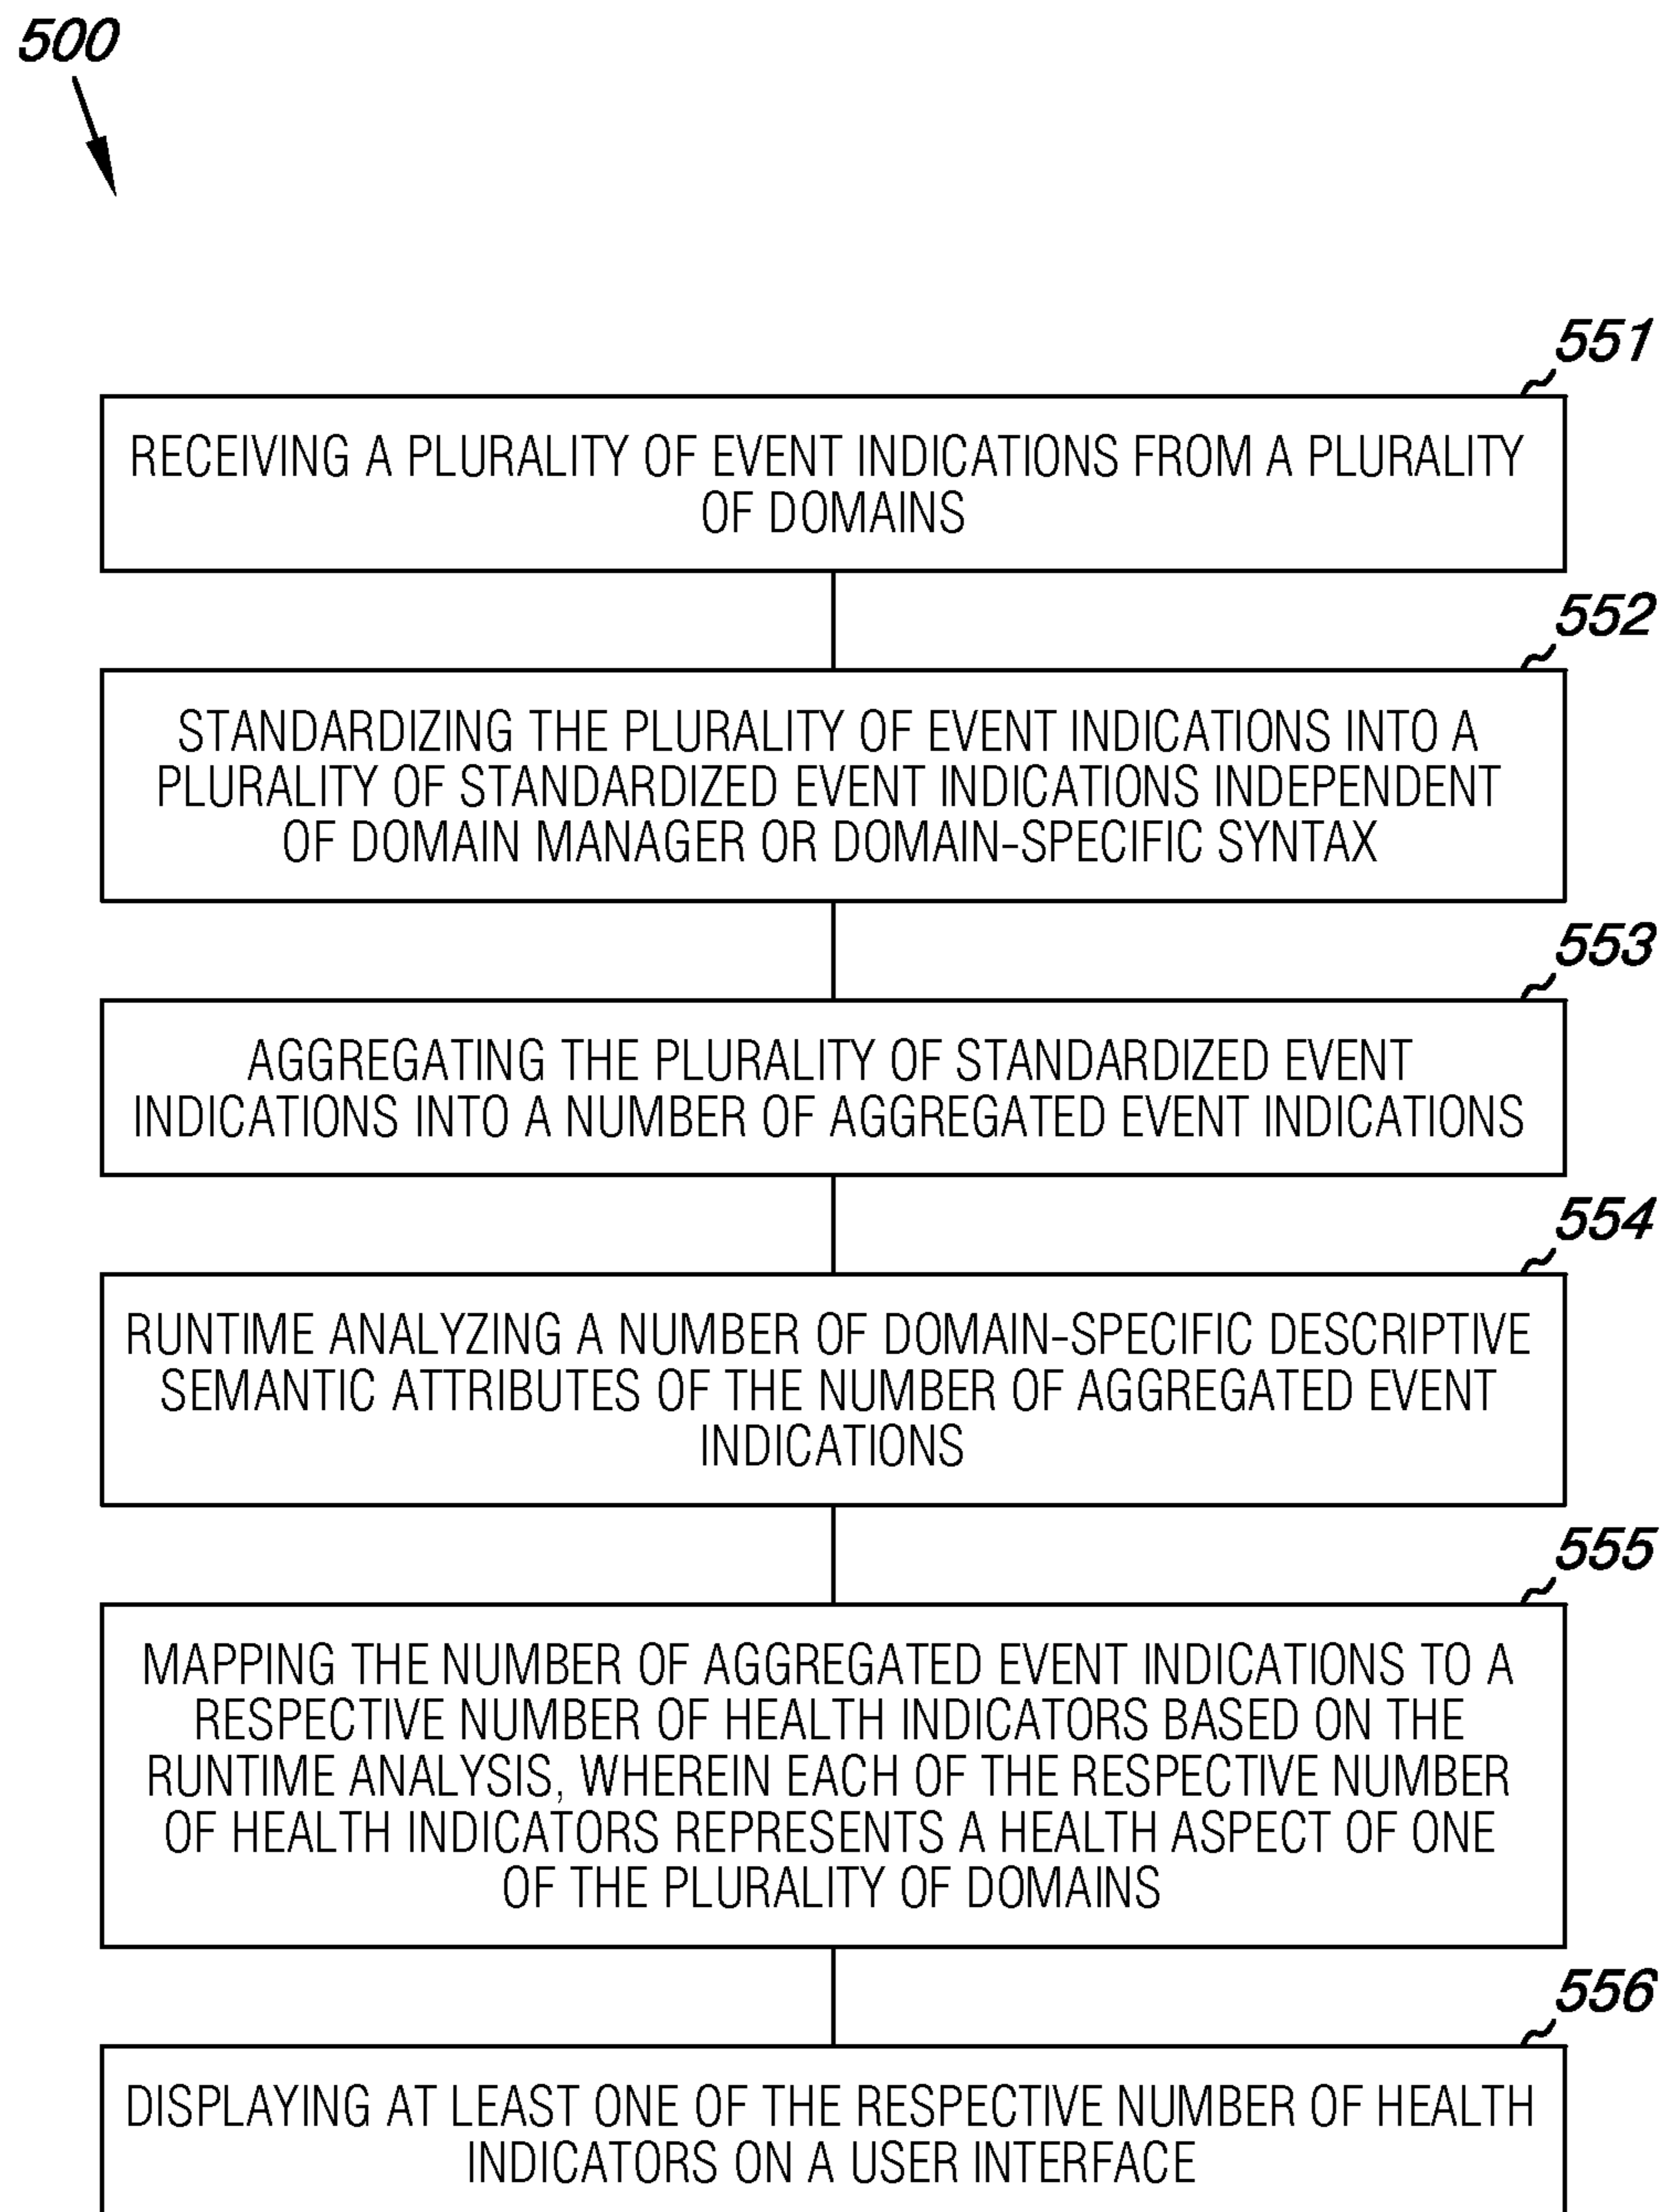 500
551
RECEIVING A PLURALITY OF EVENT INDICATIONS FROM A PLURALITY
OF DOMAINS
552
STANDARDIZING THE PLURALITY OF EVENT INDICATIONS INTO A
PLURALITY OF STANDARDIZED EVENT INDICATIONS INDEPENDENT
OF DOMAIN MANAGER OR DOMAIN-SPECIFIC SYNTAX
553
AGGREGATING THE PLURALITY OF STANDARDIZED EVENT
INDICATIONS INTO A NUMBER OF AGGREGATED EVENT INDICATIONS
554
RUNTIME ANALYZING A NUMBER OF DOMAIN-SPECIFIC DESCRIPTIVE
SEMANTIC ATTRIBUTES OF THE NUMBER OF AGGREGATED EVENT
INDICATIONS
555
MAPPING THE NUMBER OF AGGREGATED EVENT INDICATIONS TO A
RESPECTIVE NUMBER OF HEALTH INDICATORS BASED ON THE
RUNTIME ANALYSIS, WHEREIN EACH OF THE RESPECTIVE NUMBER
OF HEALTH INDICATORS REPRESENTS A HEALTH ASPECT OF ONE
OF THE PLURALITY OF DOMAINS
556
DISPLAYING AT LEAST ONE OF THE RESPECTIVE NUMBER OF HEALTH
INDICATORS ON A USER INTERFACE